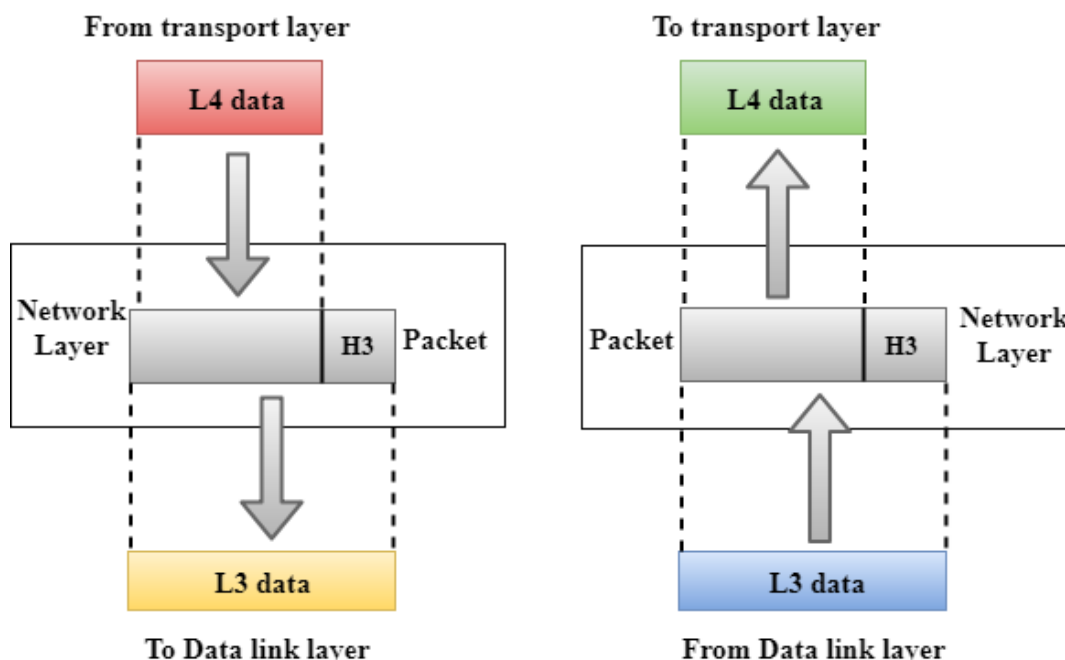 From transport layer
L4 data
Network
Layer
H3
Packet
L3 data
To Data link layer
To transport layer
L4 data
Packet
H3
Network
Layer
L3 data
From Data link layer